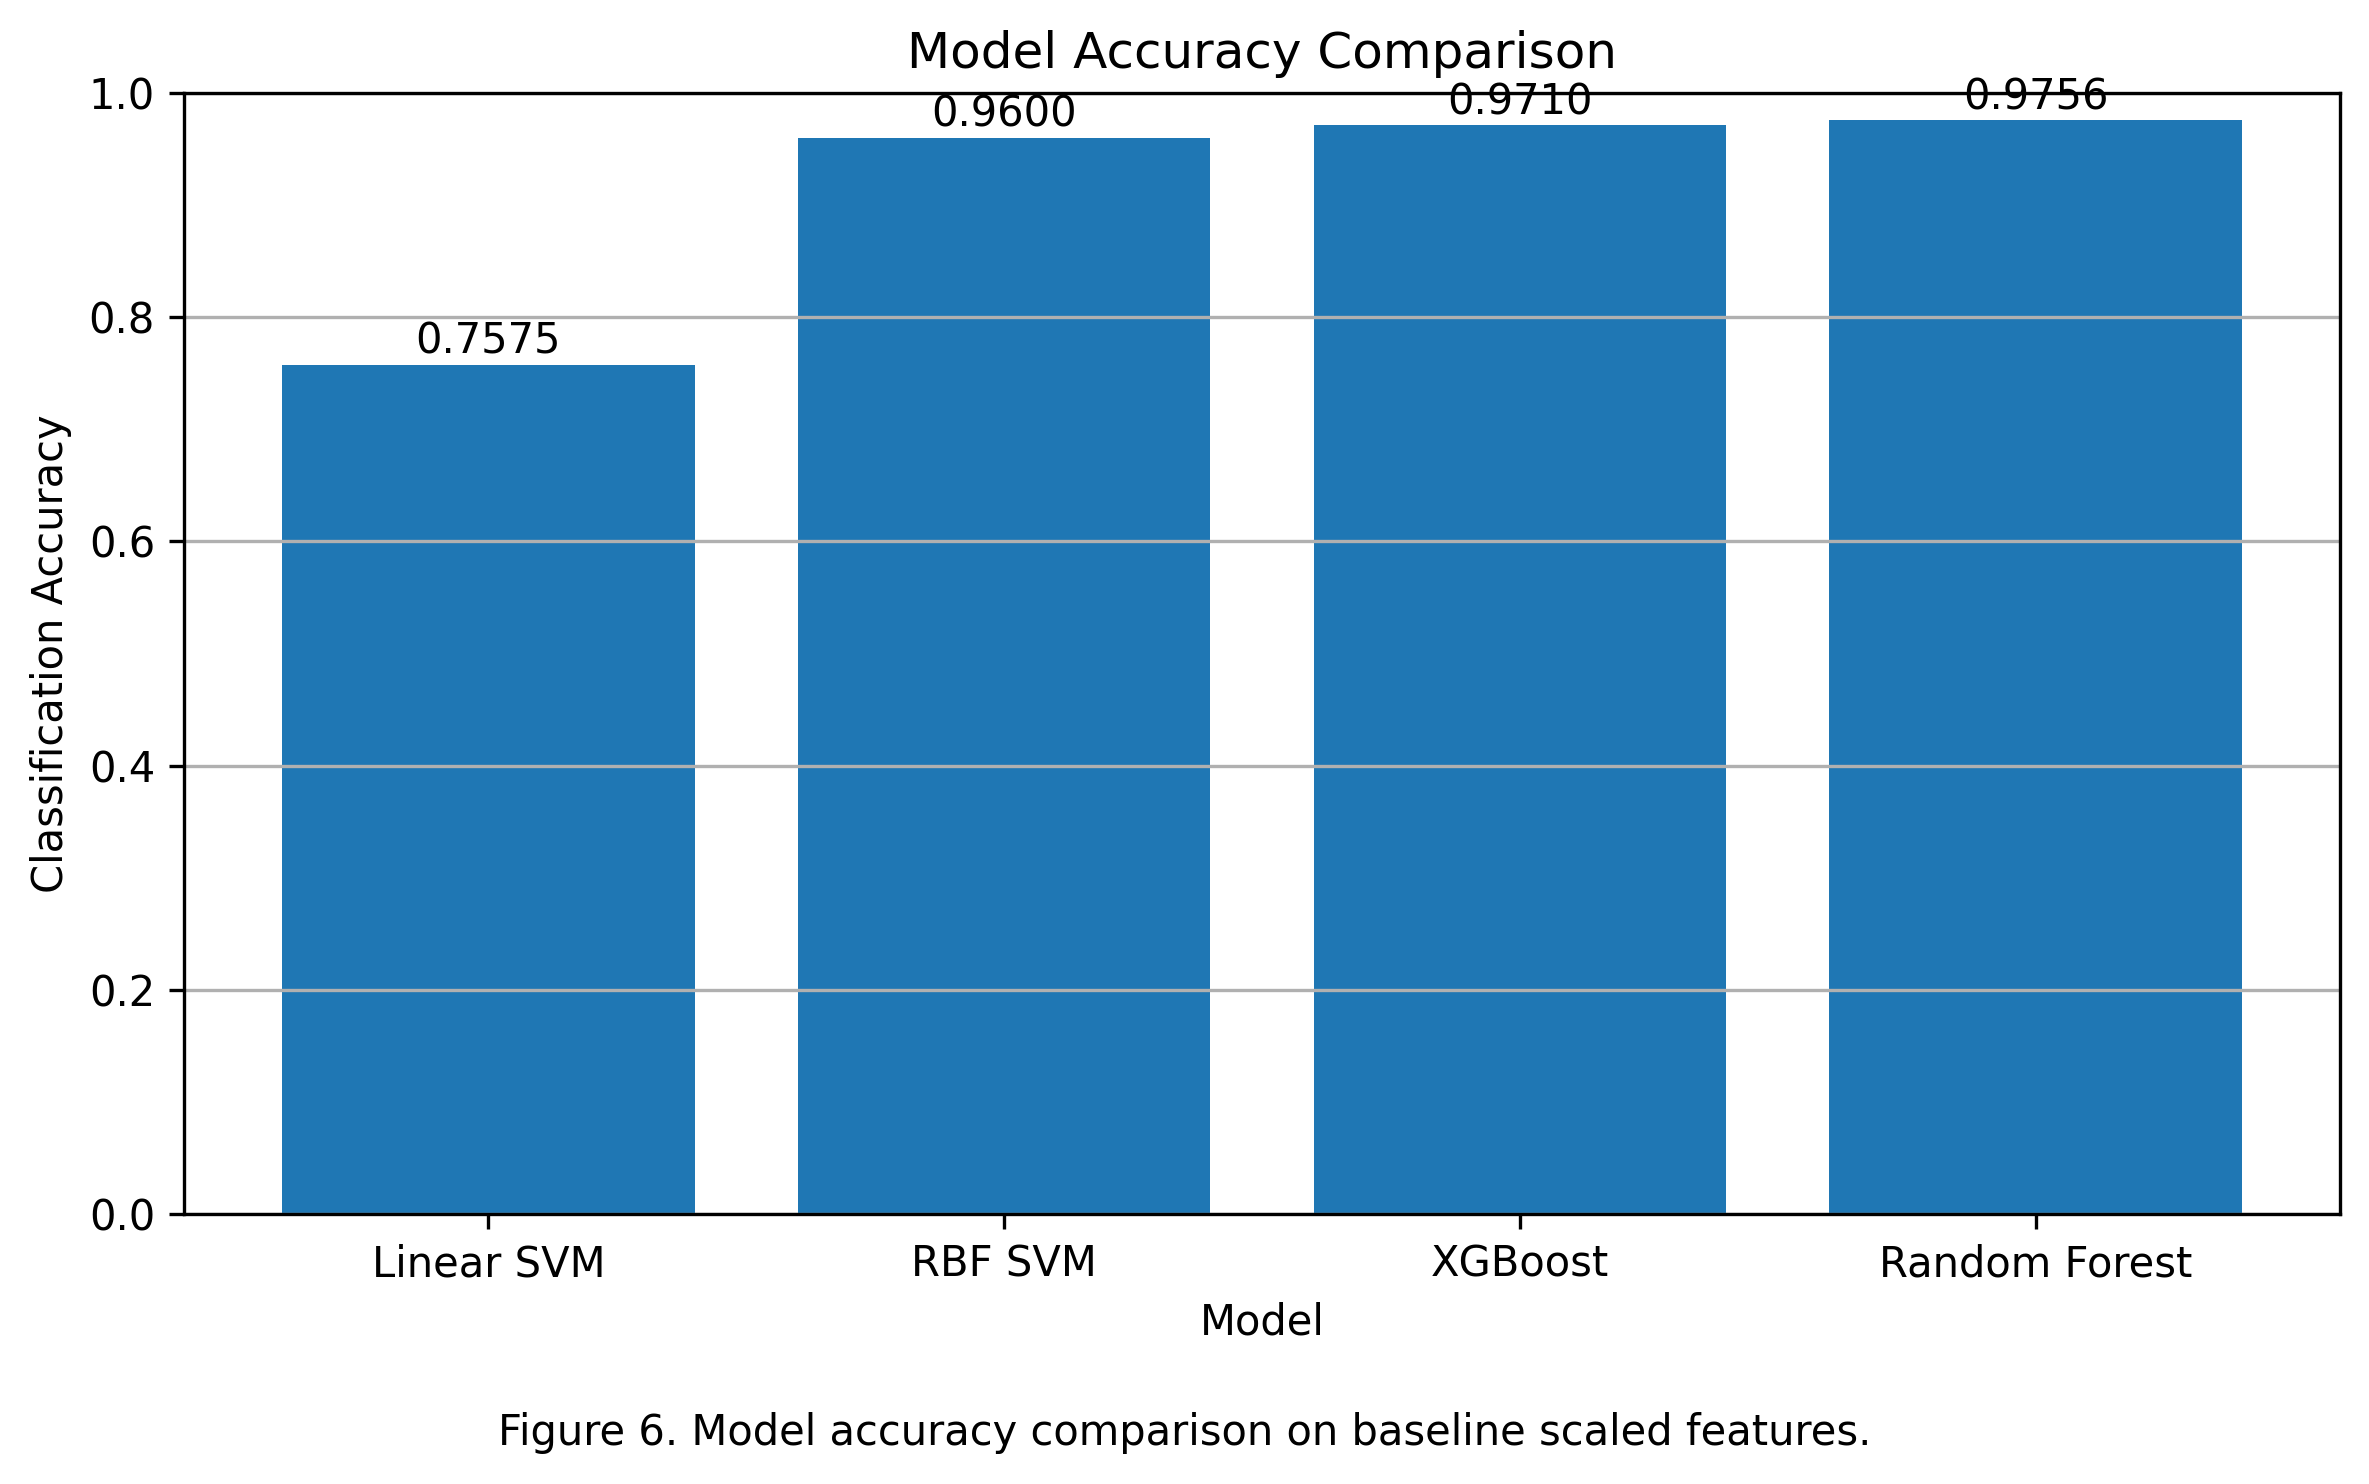 Model Accuracy Comparison
1.0
0.8
0.6
0.4
0.2
0.0
Classification Accuracy
0.7575
0.9600
0.9710
0.9756
Linear SVM
RBF SVM
XGBoost
Random Forest
Model
Figure 6. Model accuracy comparison on baseline scaled features.